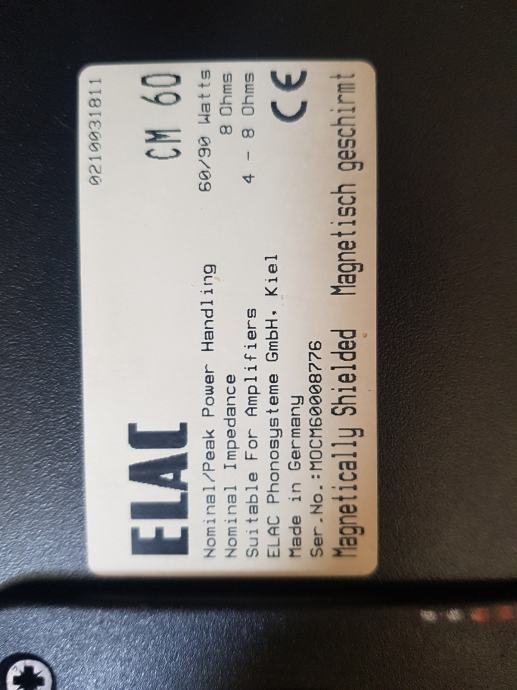 0210031811
ELAC CM 60
Nominal/Peak Power Handling 60/90 Watts
Nominal Impedance 8 Ohms
Suitable For Amplifiers 4 - 8 Ohms
ELAC Phonosysteme GmbH, Kiel
Made in Germany CE
Ser.No.:MOCM60008776
Magnetically Shielded Magnetisch geschirmt